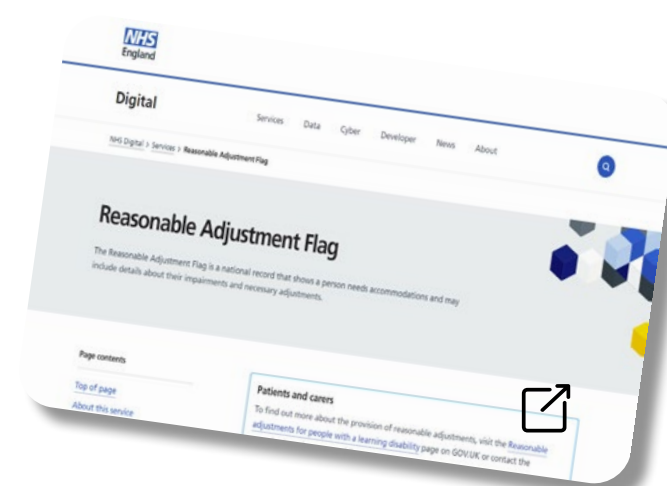 NHS
England
Digital
Services Data Cyber Developer News About
NHS Digital > Services > Reasonable Adjustment Flag
Reasonable Adjustment Flag
The Reasonable Adjustment Flag is a national record that shows a person needs accommodations and may
include details about their impairments and necessary adjustments.
Page contents
Top of page
About this service
Patients and carers
To find out more about the provision of reasonable adjustments, visit the Reasonable
adjustments for people with a learning disability page on GOV.UK or contact the